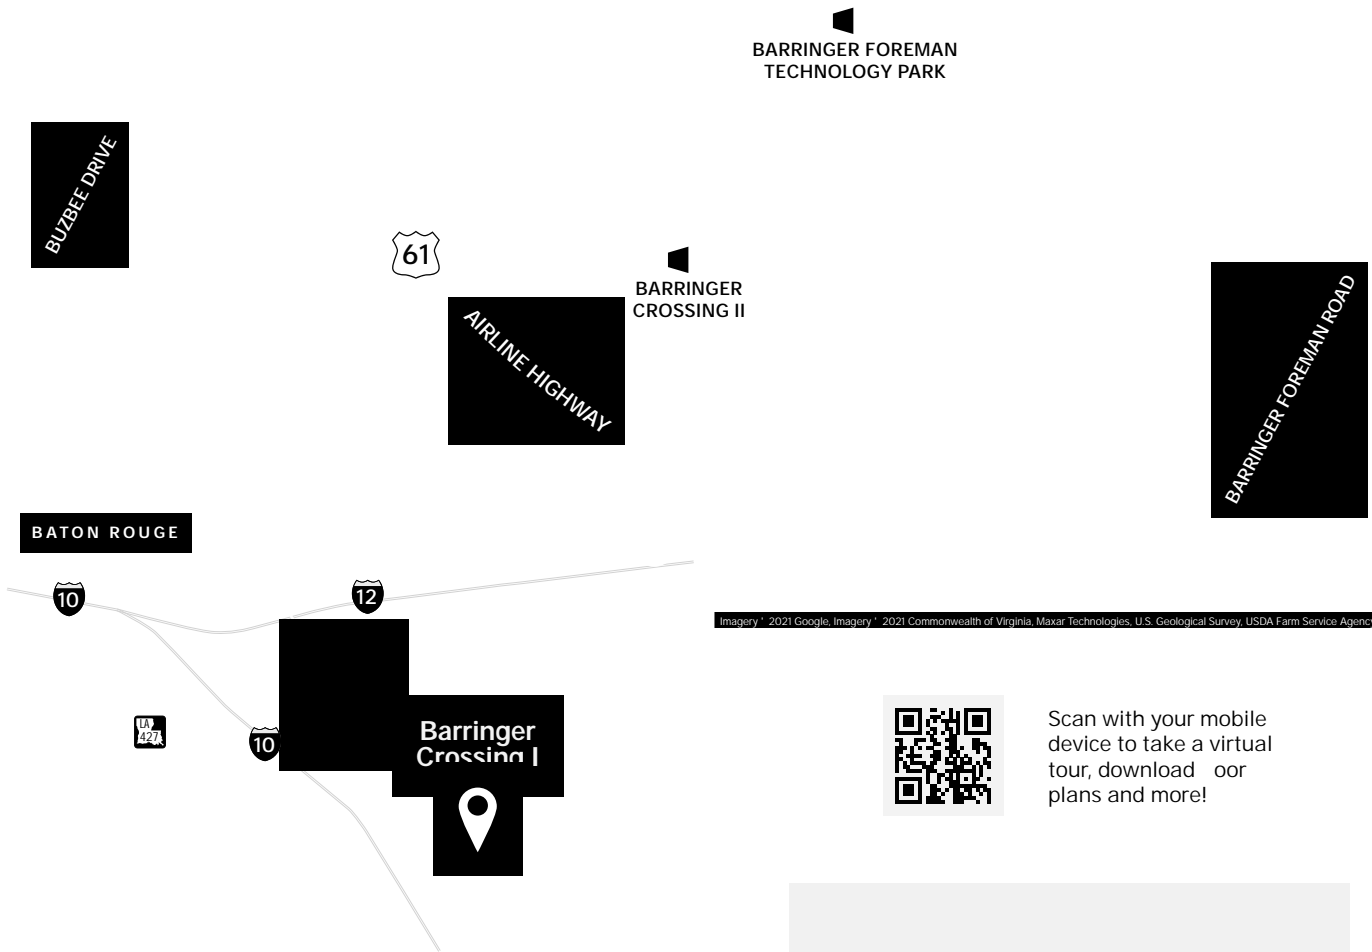 BARRINGER FOREMAN
TECHNOLOGY PARK
BUZBEE DRIVE
61
BARRINGER
CROSSING II
AIRLINE HIGHWAY
BARRINGER FOREMAN ROAD
BATON ROUGE
10
12
Imagery ' 2021 Google, Imagery ' 2021 Commonwealth of Virginia, Maxar Technologies, U.S. Geological Survey, USDA Farm Service Agency
LA
427
10
Barringer
Crossing I
Scan with your mobile
device to take a virtual
tour, download oor
plans and more!